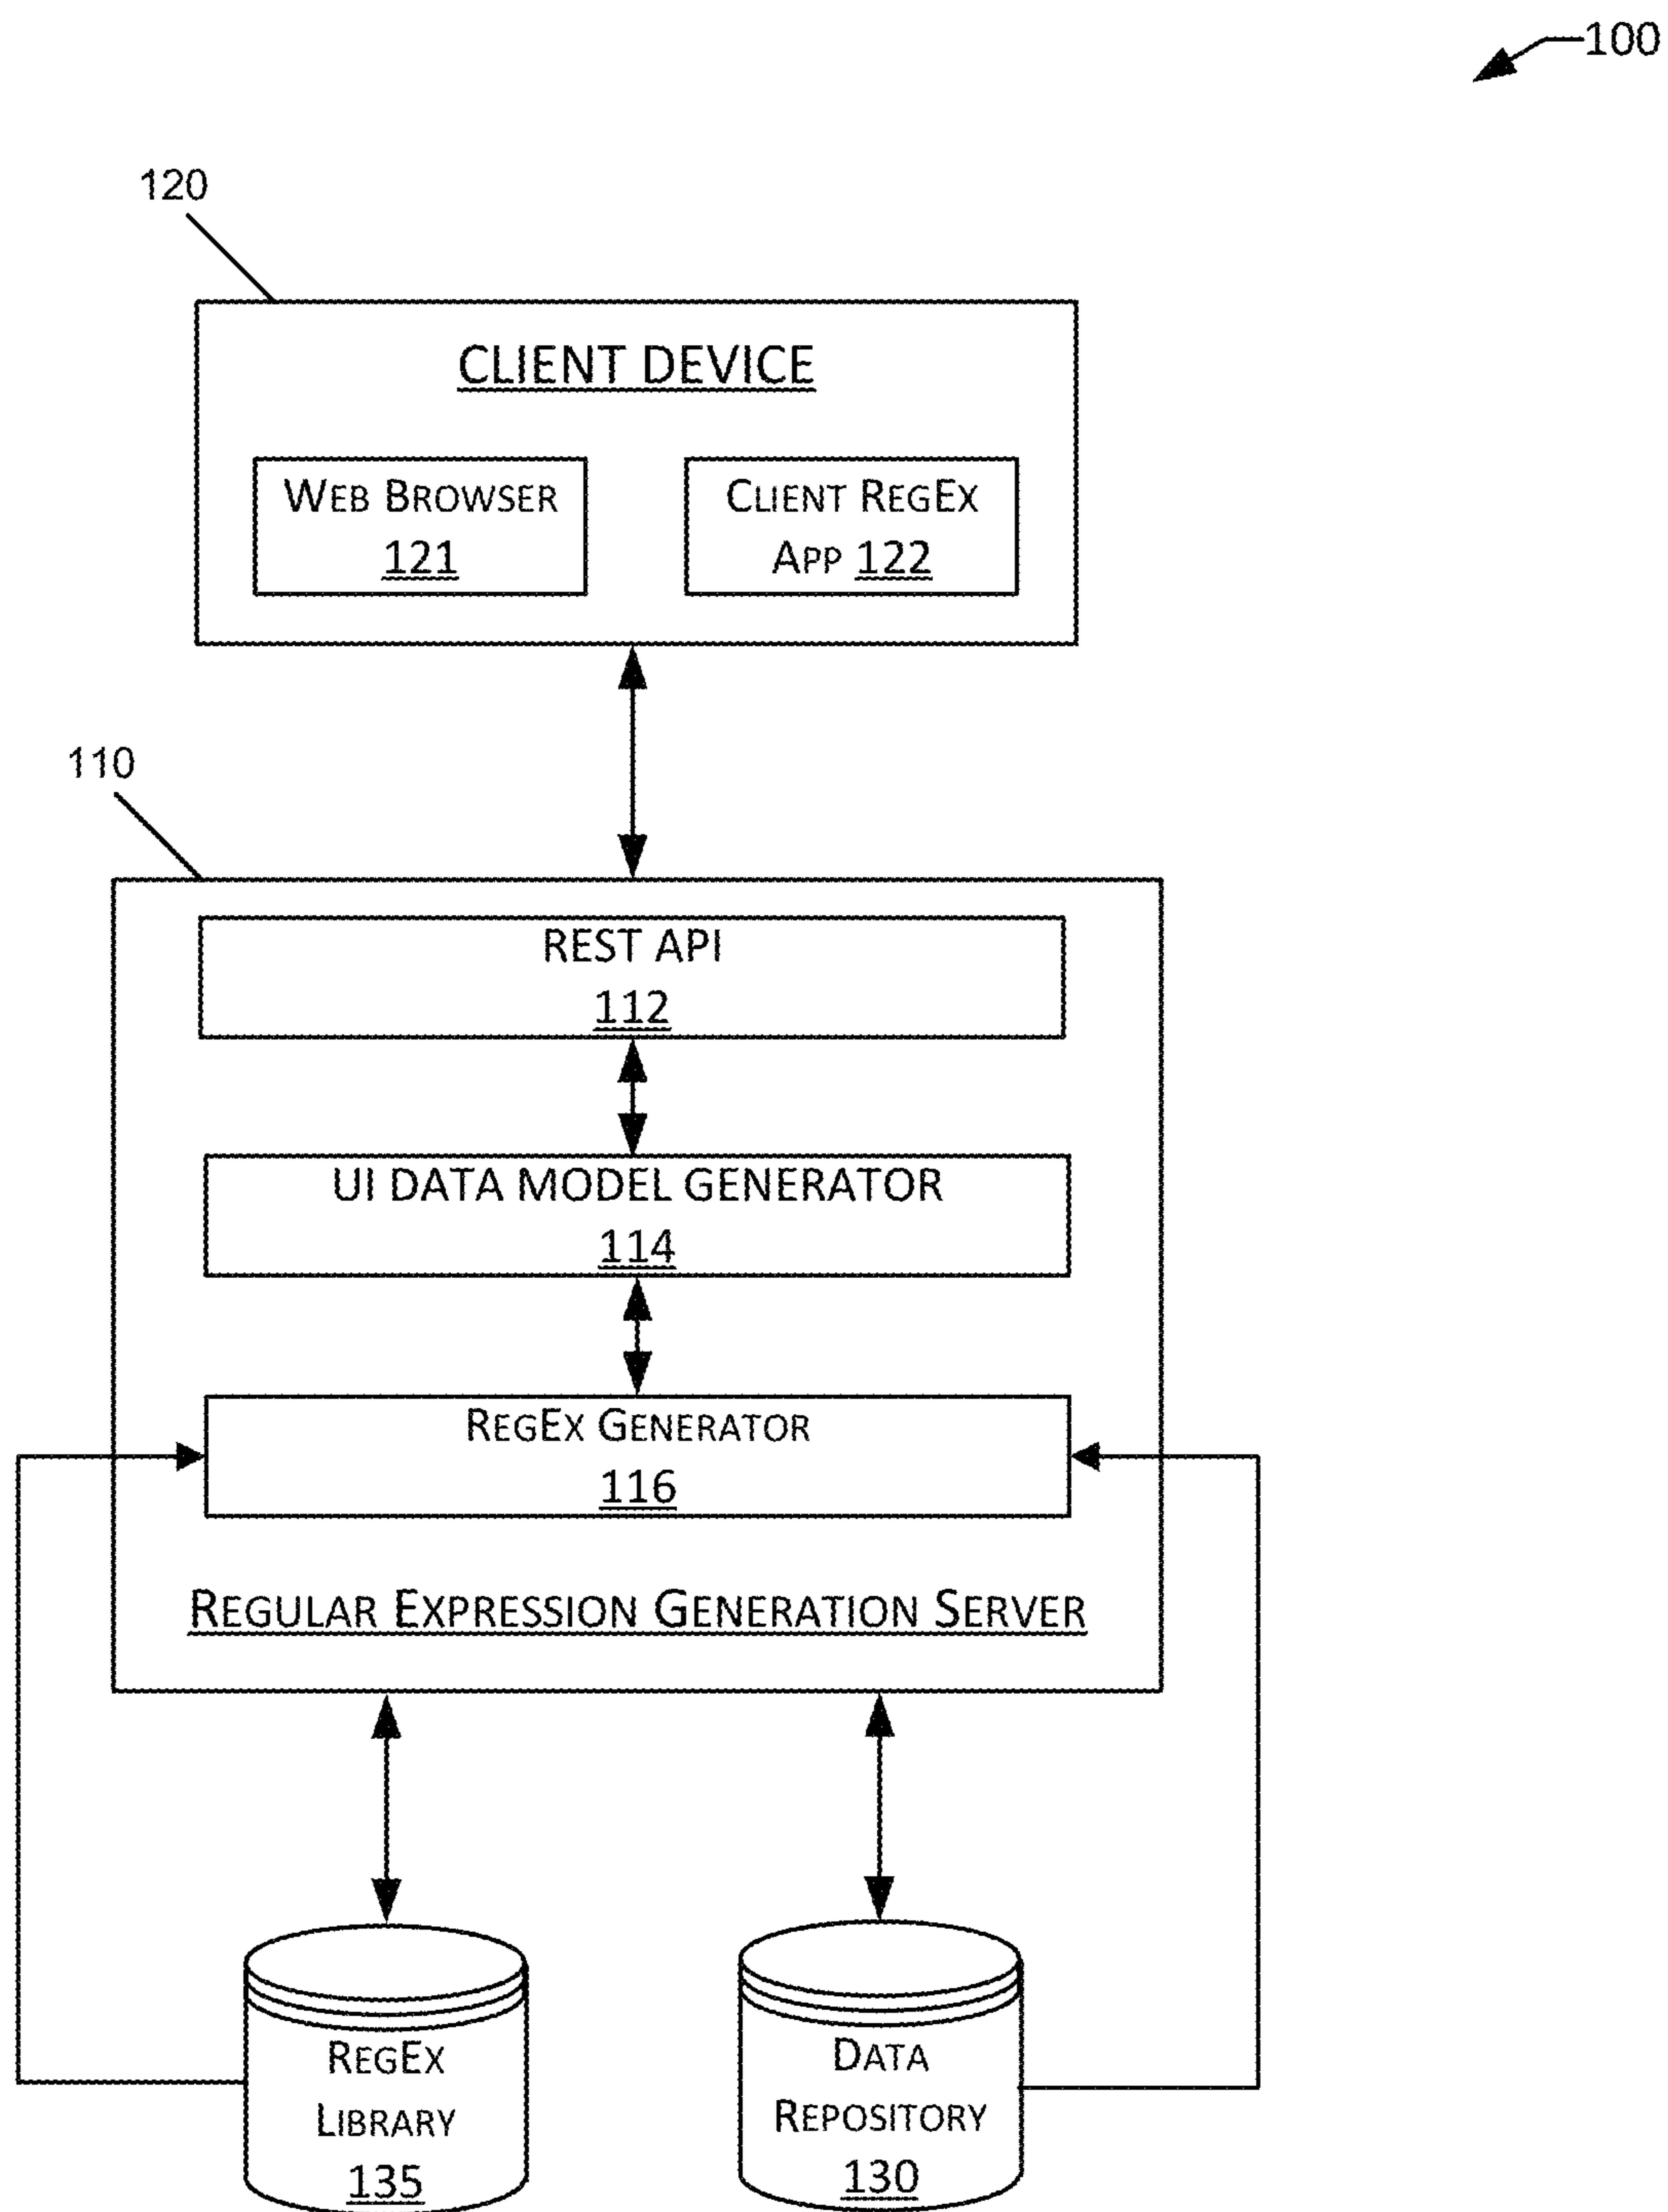 100
120
CLIENT DEVICE
WEB BROWSER
121
CLIENT REGEX
APP 122
110
REST API
112
UI DATA MODEL GENERATOR
114
REGEX GENERATOR
116
REGULAR EXPRESSION GENERATION SERVER
REGEX
LIBRARY
135
DATA
REPOSITORY
130